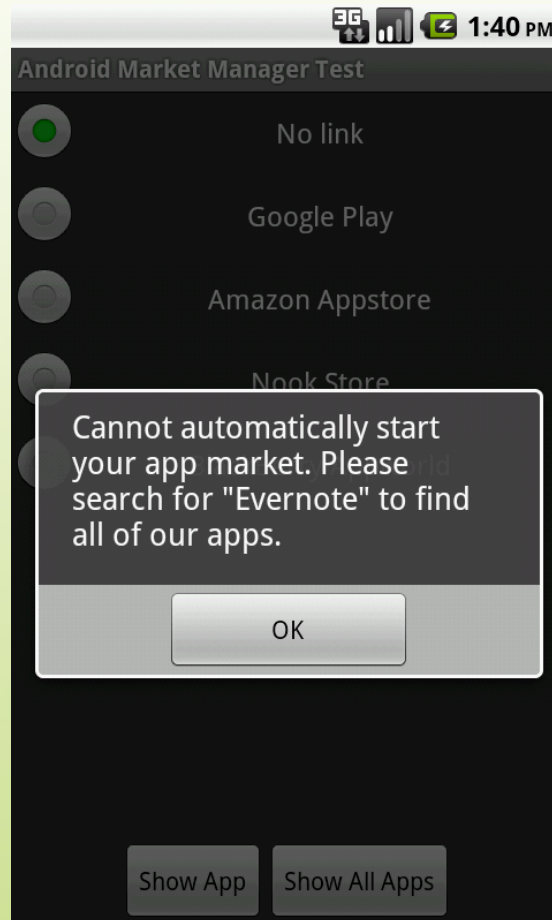 3G 1:40 PM
Android Market Manager Test
No link
Google Play
Amazon Appstore
Nook Store
Cannot automatically start
your app market. Please
search for "Evernote" to find
all of our apps.
OK
Show App
Show All Apps